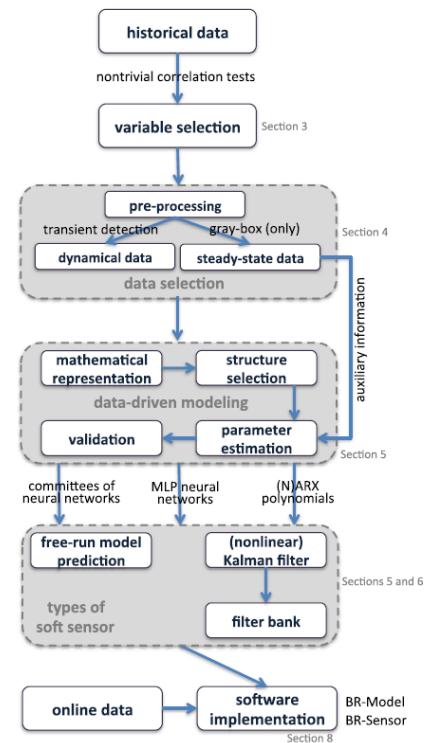 historical data
nontrivial correlation tests
variable selection
Section 3
pre-processing
transient detection
gray-box (only)
Section 4
dynamical data
steady-state data
data selection
auxiliary information
mathematical
representation
structure
selection
data-driven modeling
validation
parameter
estimation
Section 5
committees of
neural networks
MLP neural
networks
(N)ARX
polynomials
free-run model
prediction
(nonlinear)
Kalman filter
Sections 5 and 6
types of
soft sensor
filter bank
online data
software
implementation
BR-Model
BR-Sensor
Section 8